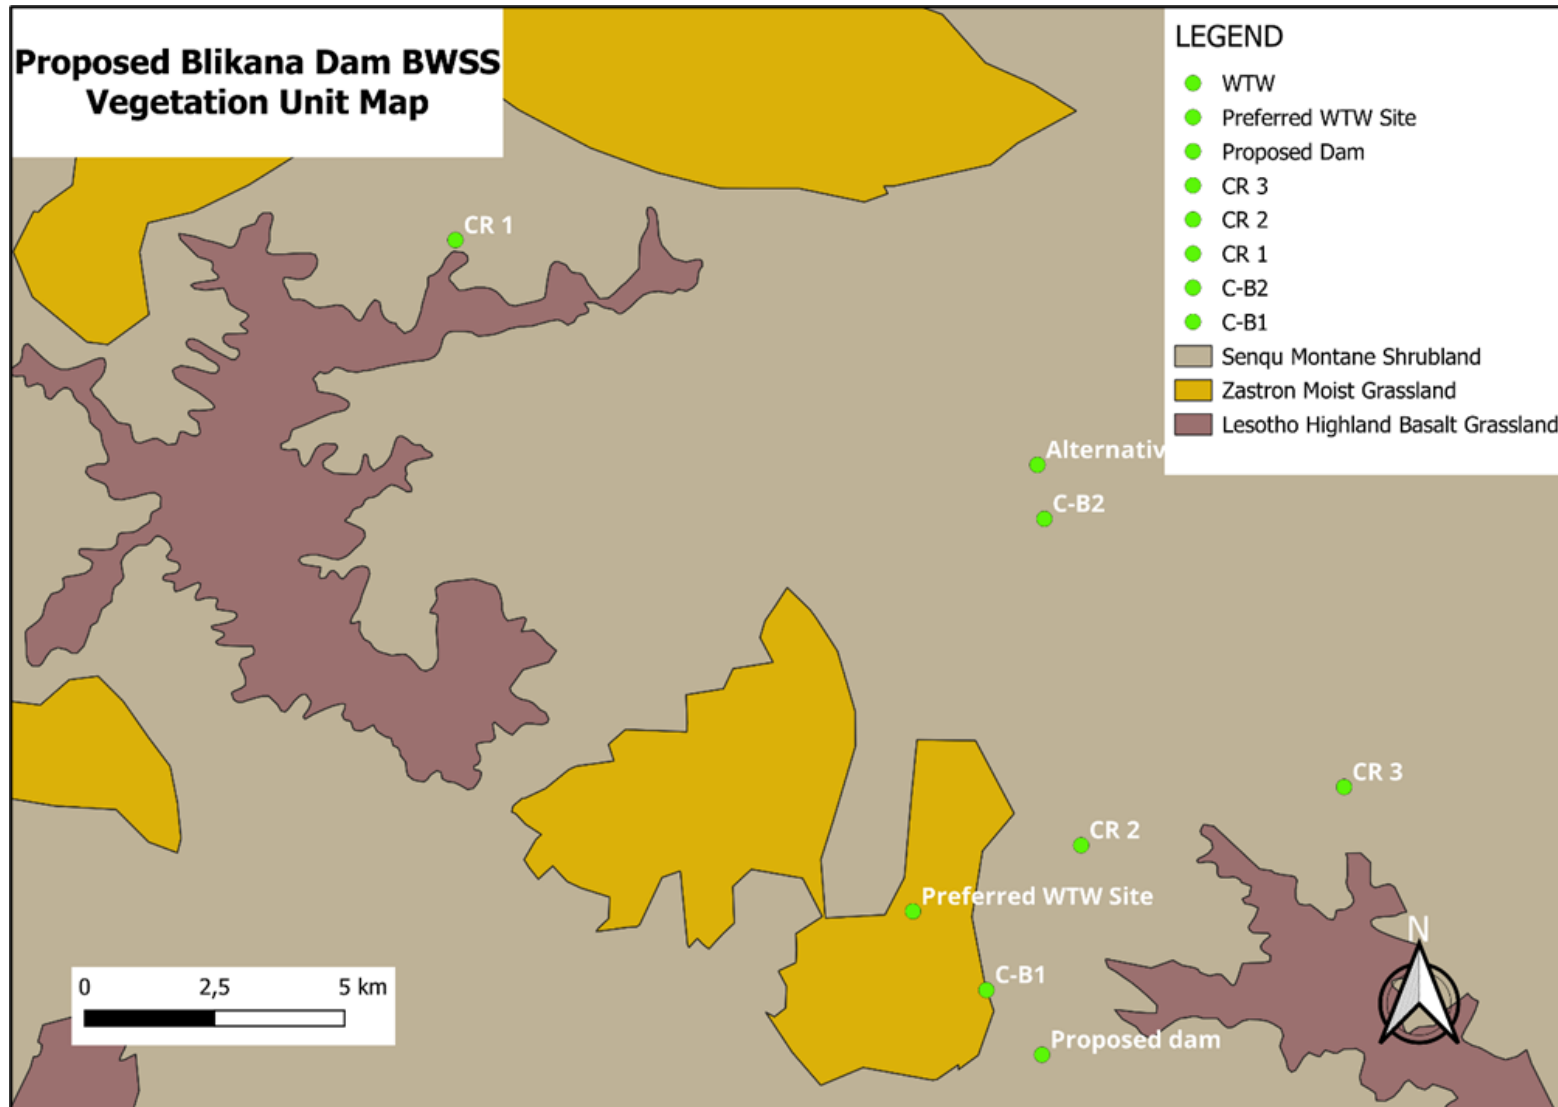 Proposed Blikana Dam BWSS
Vegetation Unit Map
LEGEND
WTW
Preferred WTW Site
Proposed Dam
CR 3
CR 2
CR 1
C-B2
C-B1
Senqu Montane Shrubland
Zastron Moist Grassland
Lesotho Highland Basalt Grassland
CR 1
Alternativ
C-B2
CR 3
CR 2
Preferred WTW Site
N
C-B1
0 2,5 5 km
Proposed dam